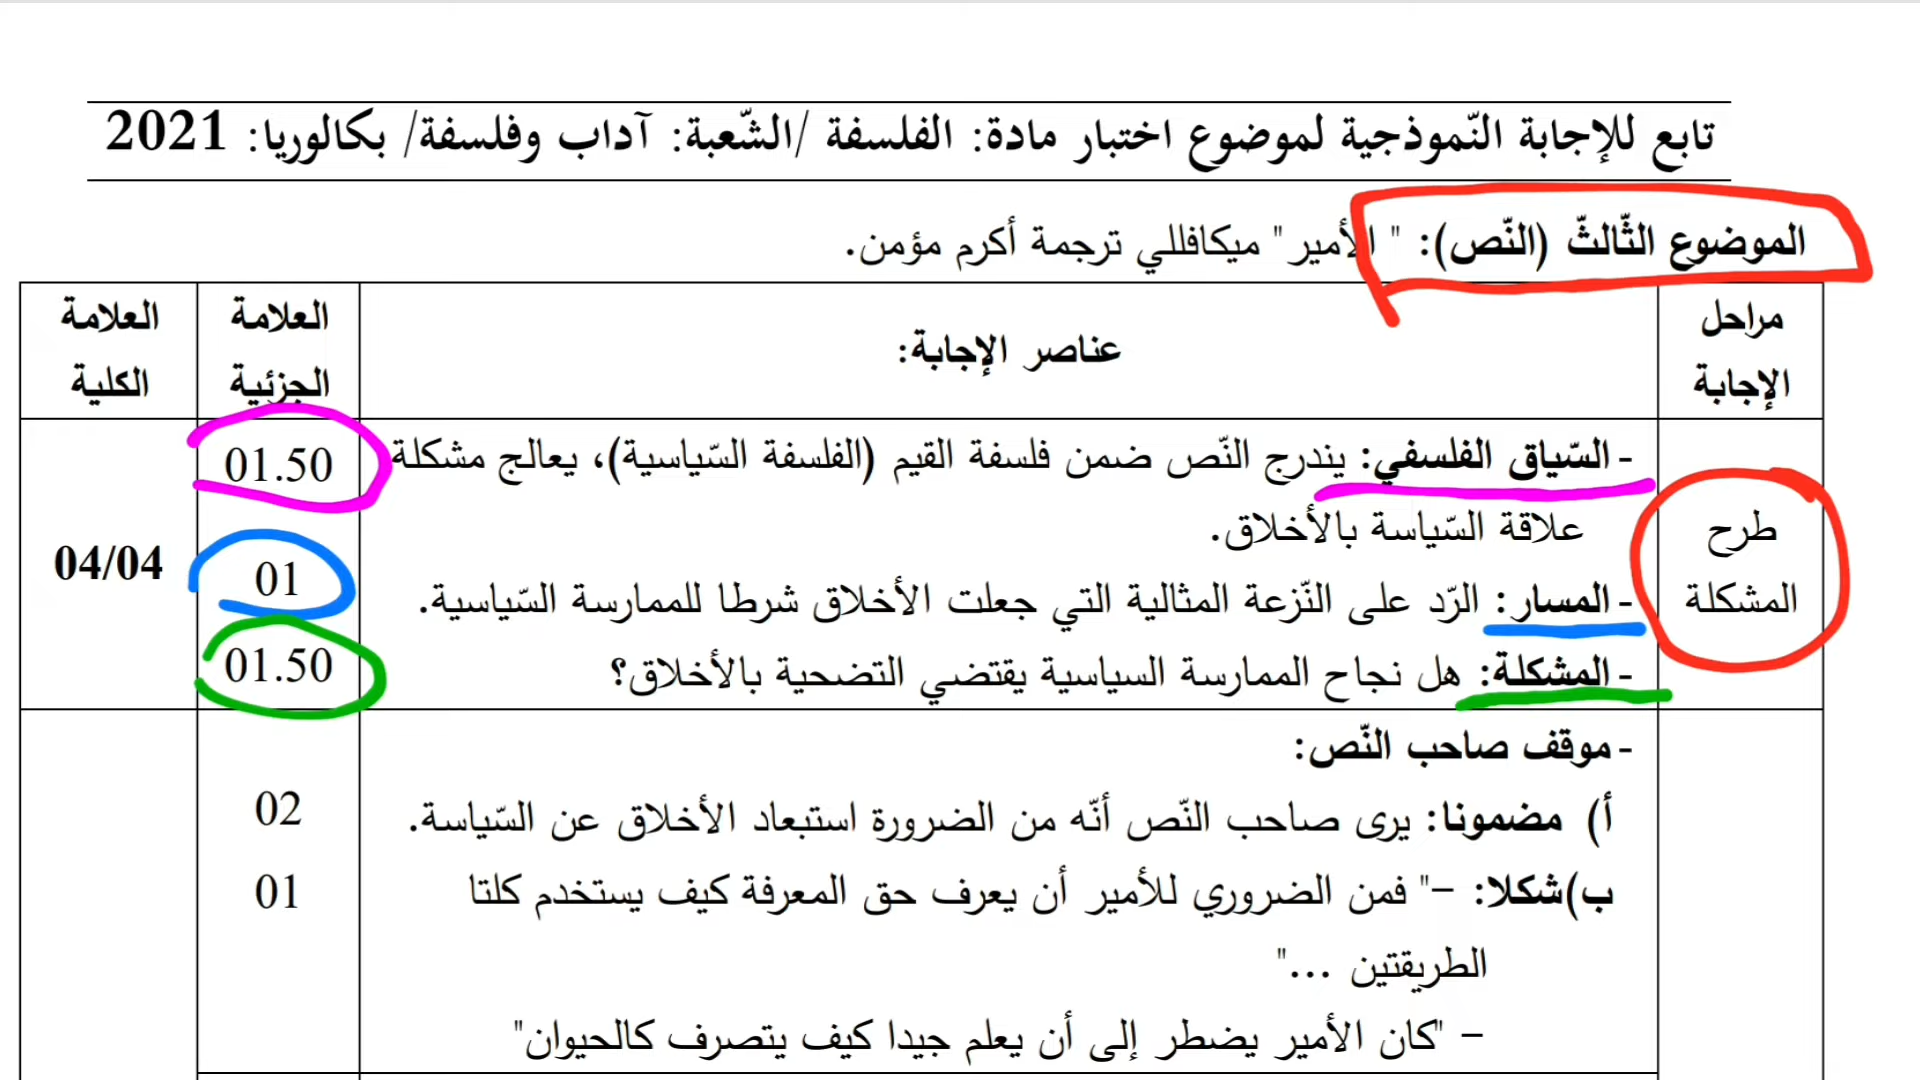 تابع للإجابة النّموذجية لموضوع اختبار مادة: الفلسفة /الشّعبة: آداب وفلسفة/ بكالوريا: 2021
الموضوع الثّالثّ (النّص): " الأمير" ميكافللي ترجمة أكرم مؤمن.
مراحل الإجابة
عناصر الإجابة:
العلامة الجزئية
العلامة الكلية
طرح المشكلة
- السّياق الفلسفي: يندرج النّص ضمن فلسفة القيم (الفلسفة السّياسية)، يعالج مشكلة
علاقة السّياسة بالأخلاق.
01.50
- المسار: الرّد على النّزعة المثالية التي جعلت الأخلاق شرطا للممارسة السّياسية.
01
- المشكلة: هل نجاح الممارسة السياسية يقتضي التضحية بالأخلاق؟
01.50
04/04
- موقف صاحب النّص:
أ) مضمونا: يرى صاحب النّص أنّه من الضرورة استبعاد الأخلاق عن السّياسة.
02
ب)شكلا: –" فمن الضروري للأمير أن يعرف حق المعرفة كيف يستخدم كلتا
01
الطريقتين ..."
– "كان الأمير يضطر إلى أن يعلم جيدا كيف يتصرف كالحيوان"